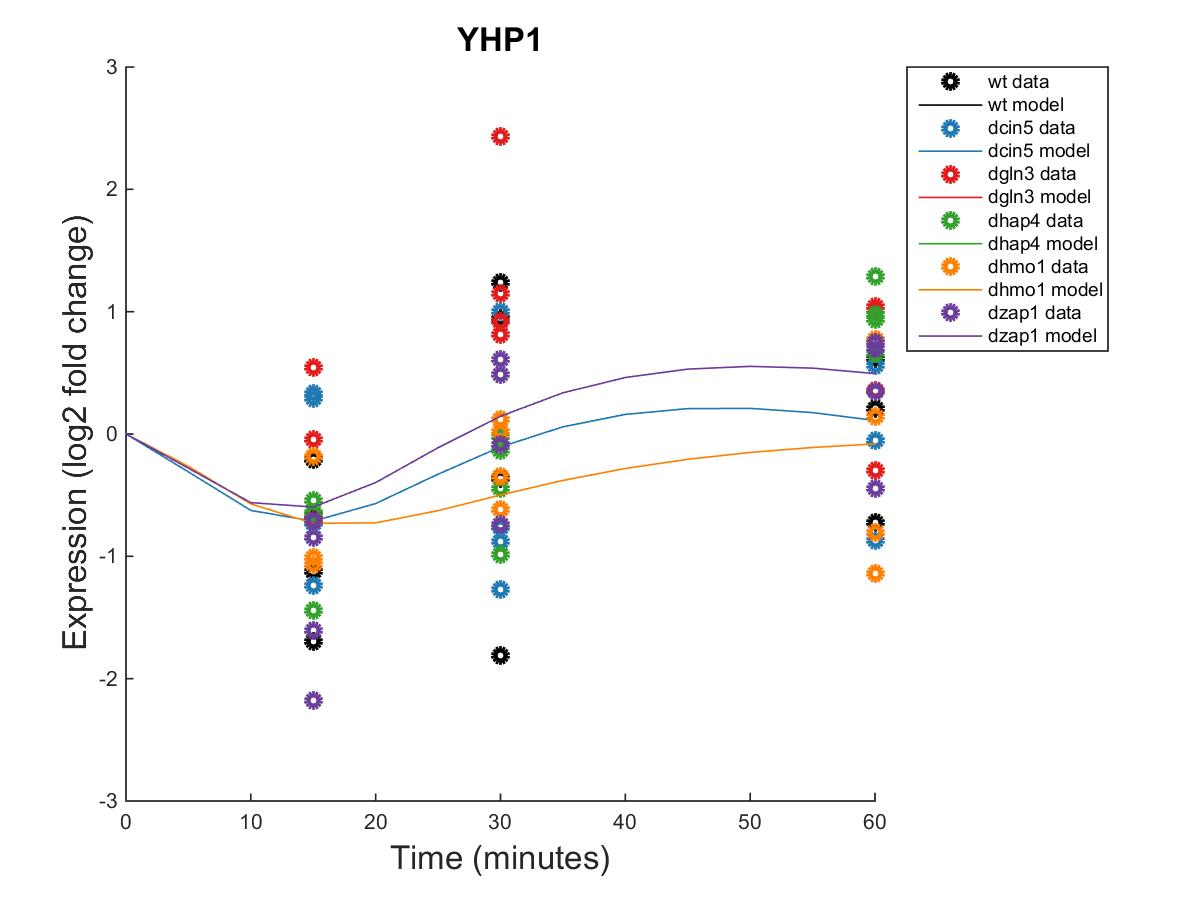 YHP1
3
2
1
0
-1
-2
-3
Expression (log2 fold change)
0 10 20 30 40 50 60
Time (minutes)
wt data
wt model
dcin5 data
dcin5 model
dgln3 data
dgln3 model
dhap4 data
dhap4 model
dhmo1 data
dhmo1 model
dzap1 data
dzap1 model